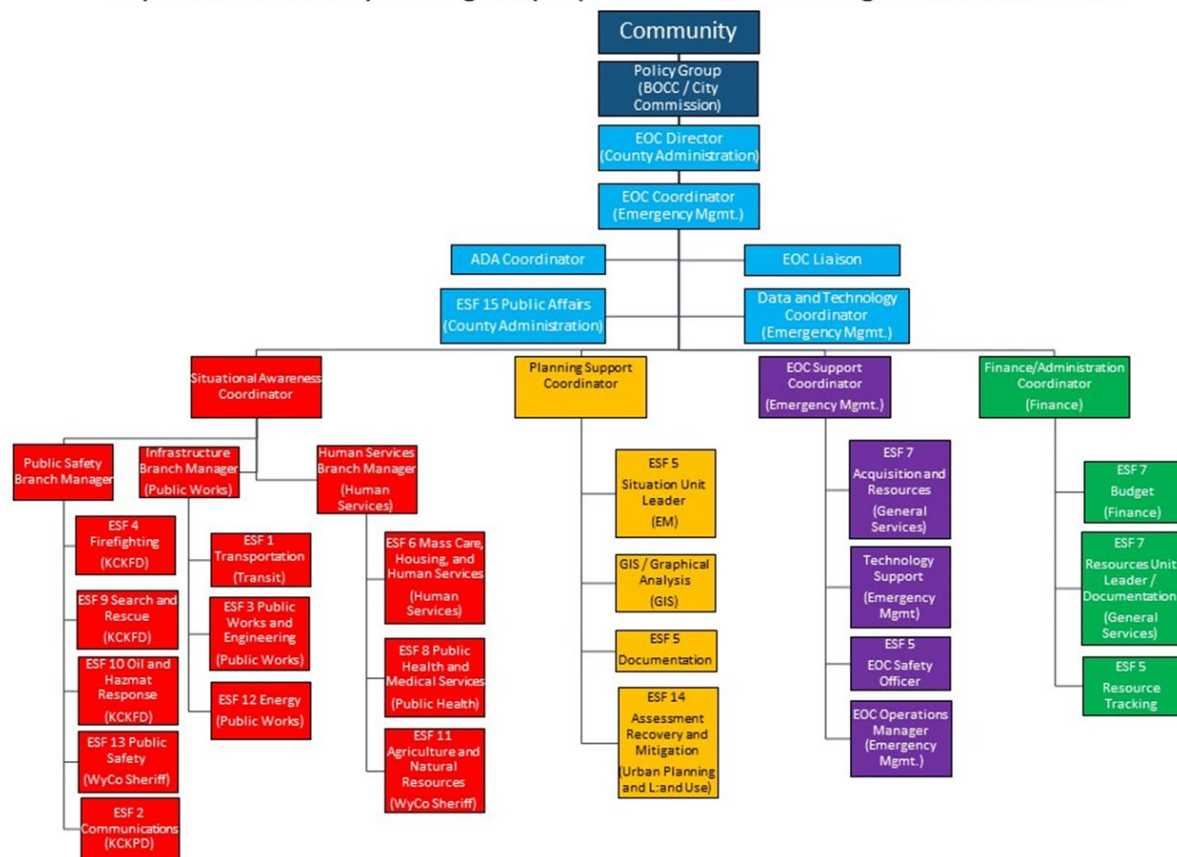 Community
Policy Group
(BOCC / City
Commission)
EOC Director
(County Administration)
EOC Coordinator
(Emergency Mgmt.)
ADA Coordinator
EOC Liaison
ESF 15 Public Affairs
(County Administration)
Data and Technology
Coordinator
(Emergency Mgmt.)
Situational Awareness
Coordinator
Planning Support
Coordinator
EOC Support
Coordinator
(Emergency Mgmt.)
Finance/Administration
Coordinator
(Finance)
Public Safety
Branch Manager
Infrastructure
Branch Manager
(Public Works)
Human Services
Branch Manager
(Human
Services)
ESF 4
Firefighting
(KCKFD)
ESF 9 Search and
Rescue
(KCKFD)
ESF 10 Oil and
Hazmat
Response
(KCKFD)
ESF 13 Public
Safety
(WyCo Sheriff)
ESF 2
Communications
(KCKPD)
ESF 1
Transportation
(Transit)
ESF 3 Public
Works and
Engineering
(Public Works)
ESF 12 Energy
(Public Works)
ESF 6 Mass Care,
Housing, and
Human Services
(Human
Services)
ESF 8 Public
Health and
Medical Services
(Public Health)
ESF 11
Agriculture and
Natural
Resources
(WyCo Sheriff)
ESF 5
Situation Unit
Leader
(EM)
GIS / Graphical
Analysis
(GIS)
ESF 5
Documentation
ESF 14
Assessment
Recovery and
Mitigation
(Urban Planning
and L:and Use)
ESF 7
Acquisition and
Resources
(General
Services)
Technology
Support
(Emergency
Mgmt)
ESF 5
EOC Safety
Officer
EOC Operations
Manager
(Emergency
Mgmt.)
ESF 7
Budget
(Finance)
ESF 7
Resources Unit
Leader /
Documentation
(General
Services)
ESF 5
Resource
Tracking